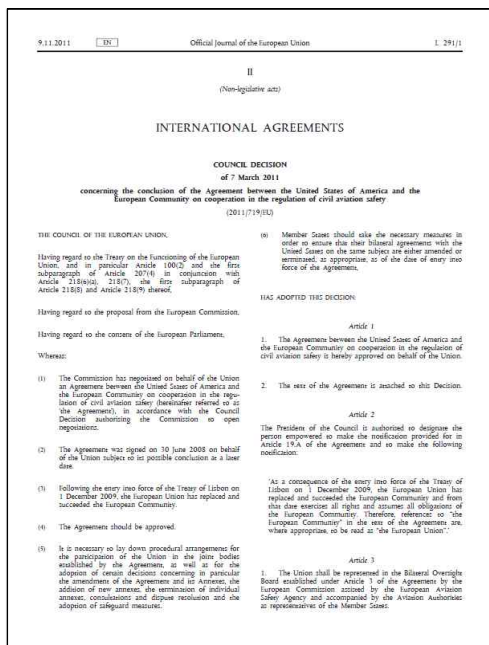 9.11.2011
EN
Official Journal of the European Union
L 291/1
II
(Non-legislative acts)
INTERNATIONAL AGREEMENTS
COUNCIL DECISION
of 7 March 2011
concerning the conclusion of the Agreement between the United States of America and the
European Community on cooperation in the regulation of civil aviation safety
(2011/719/EU)
THE COUNCIL OF THE EUROPEAN UNION,
Having regard to the Treaty on the Functioning of the European
Union, and in particular Article 100(2) and the first
subparagraph of Article 207(4) in conjunction with
Article 218(6)(a), 218(7), the first subparagraph of
Article 218(8) and Article 218(9) thereof,
Having regard to the proposal from the European Commission,
Having regard to the consent of the European Parliament,
Whereas:
(1) The Commission has negotiated on behalf of the Union
an Agreement between the United States of America and
the European Community on cooperation in the regu-
lation of civil aviation safety (hereinafter referred to as
'the Agreement'), in accordance with the Council
Decision authorizing the Commission to open
negotiations.
(2) The Agreement was signed on 30 June 2008 on behalf
of the Union subject to its possible conclusion at a later
date.
(3) Following the entry into force of the Treaty of Lisbon on
1 December 2009, the European Union has replaced and
succeeded the European Community.
(4) The Agreement should be approved.
(5) It is necessary to lay down procedural arrangements for
the participation of the Union in the joint bodies
established by the Agreement, as well as for the
adoption of certain decisions concerning in particular
the amendment of the Agreement and its Annexes, the
addition of new annexes, the termination of individual
annexes, consultations and dispute resolution and the
adoption of safeguard measures.
(6) Member States should take the necessary measures in
order to ensure that their bilateral agreements with the
United States on the same subject are either amended or
terminated, as appropriate, as of the date of entry into
force of the Agreement,
HAS ADOPTED THIS DECISION:
Article 1
1. The Agreement between the United States of America and
the European Community on cooperation in the regulation of
civil aviation safety is hereby approved on behalf of the Union.
2. The text of the Agreement is attached to this Decision.
Article 2
The President of the Council is authorised to designate the
person empowered to make the notification provided for in
Article 19.A of the Agreement and to make the following
notification:
'As a consequence of the entry into force of the Treaty of
Lisbon on 1 December 2009, the European Union has
replaced and succeeded the European Community and from
that date exercises all rights and assumes all obligations of
the European Community. Therefore, references to "the
European Community" in the text of the Agreement are,
where appropriate, to be read as "the European Union".'
Article 3
1. The Union shall be represented in the Bilateral Oversight
Board established under Article 3 of the Agreement by the
European Commission assisted by the European Aviation
Safety Agency and accompanied by the Aviation Authorities
as representatives of the Member States.